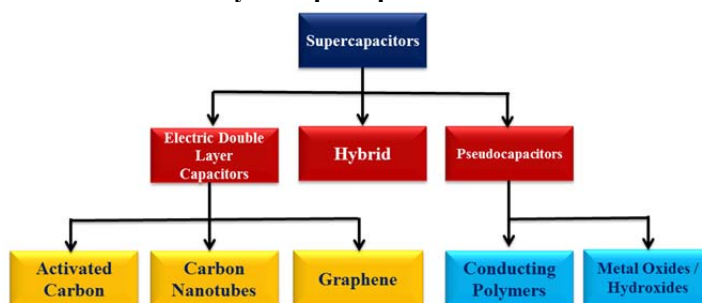 Supercapacitors
Electric Double
Layer
Capacitors
Hybrid
Pseudocapacitors
Activated
Carbon
Carbon
Nanotubes
Graphene
Conducting
Polymers
Metal Oxides /
Hydroxides